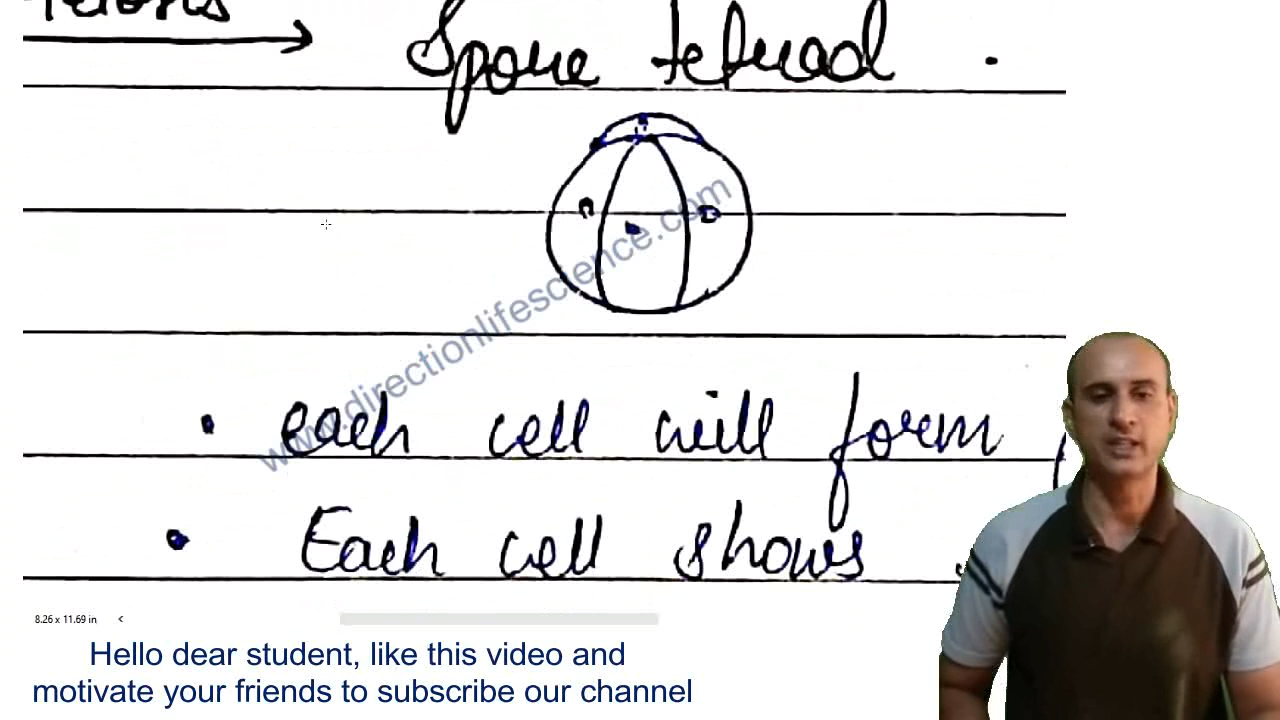 Spore tetrad .
www.directionlifescience.com
• each cell will form
• Each cell shows
8.26 x 11.69 in <
Hello dear student, like this video and
motivate your friends to subscribe our channel